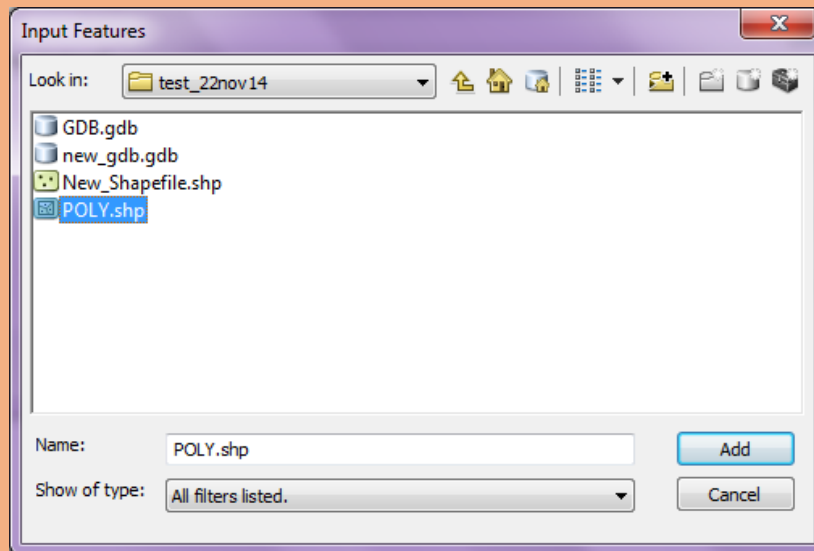 Input Features
Look in: test_22nov14
GDB.gdb
new_gdb.gdb
New_Shapefile.shp
POLY.shp
Name: POLY.shp Add
Show of type: All filters listed. Cancel